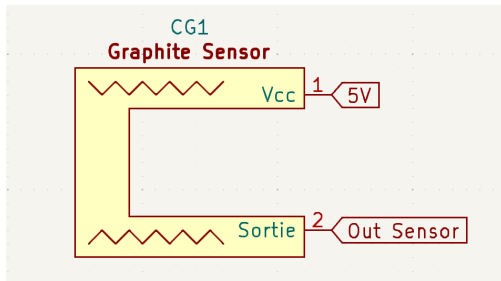 CG1
Graphite Sensor
Vcc 1 5V
Sortie 2 Out Sensor